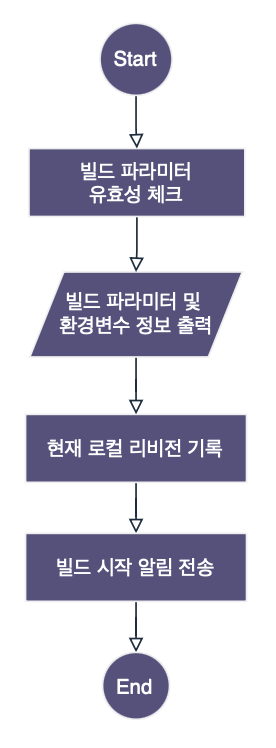 Start
빌드 파라미터
유효성 체크
빌드 파라미터 및
환경변수 정보 출력
현재 로컬 리비전 기록
빌드 시작 알림 전송
End